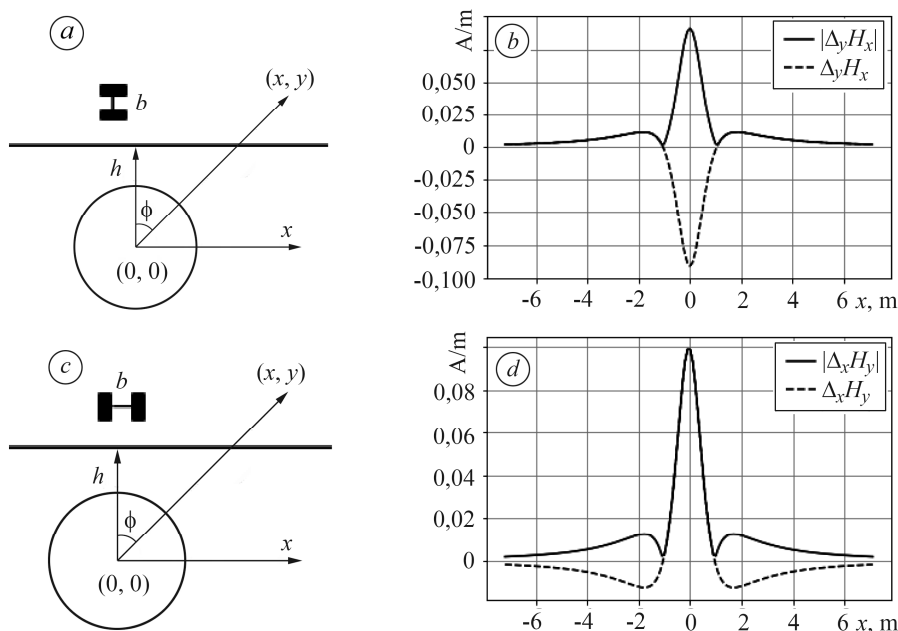 a
b
(x, y)
h
ϕ
x
(0, 0)
A/m
b
|ΔyHx|
ΔyHx
0,050
0,025
0
-0,025
-0,050
-0,075
-0,100
-6 -4 -2 0 2 4 6 x, m
c
b
(x, y)
h
ϕ
x
(0, 0)
A/m
d
|ΔxHy|
ΔxHy
0,08
0,06
0,04
0,02
0
-6 -4 -2 0 2 4 6 x, m